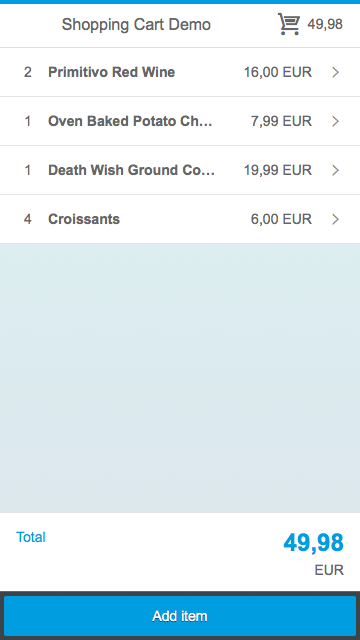 Shopping Cart Demo 49,98
2 Primitivo Red Wine 16,00 EUR
1 Oven Baked Potato Ch... 7,99 EUR
1 Death Wish Ground Co... 19,99 EUR
4 Croissants 6,00 EUR
Total 49,98
EUR
Add item